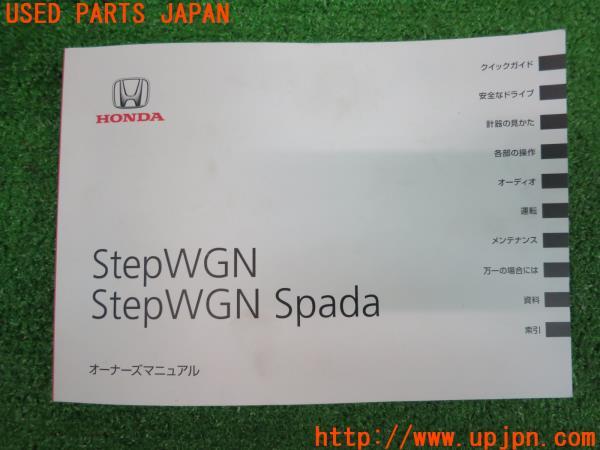 USED PARTS JAPAN
HONDA
クイックガイド
安全なドライブ
計器の見かた
各部の操作
オーディオ
運転
メンテナンス
万一の場合には
資料
索引
StepWGN
StepWGN Spada
オーナーズマニュアル
http://www.upjpn.com